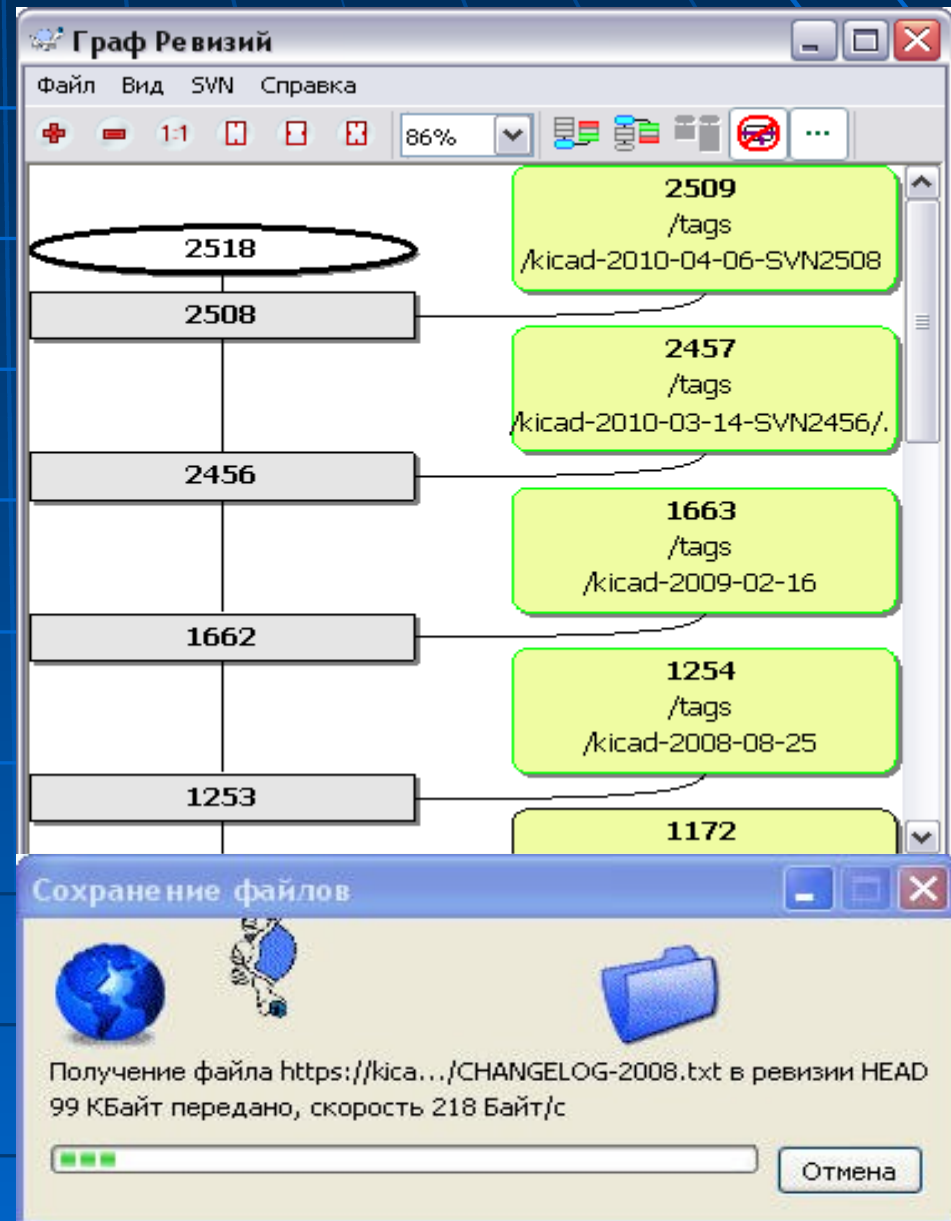 Граф Ревизий
Файл Вид SVN Справка
1:1 86% ...
2518
2508
2456
1662
1253
2509
/tags
/kicad-2010-04-06-SVN2508
2457
/tags
/kicad-2010-03-14-SVN2456/.
1663
/tags
/kicad-2009-02-16
1254
/tags
/kicad-2008-08-25
1172
Сохранение файлов
Получение файла https://kica.../CHANGELOG-2008.txt в ревизии HEAD
99 КБайт передано, скорость 218 Байт/с
Отмена